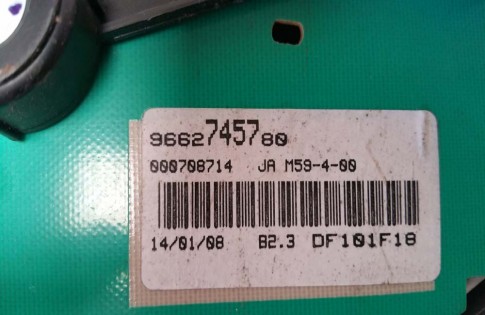 9662745780
000708714 JA M59-4-00
14/01/08 B2.3 DF101F18